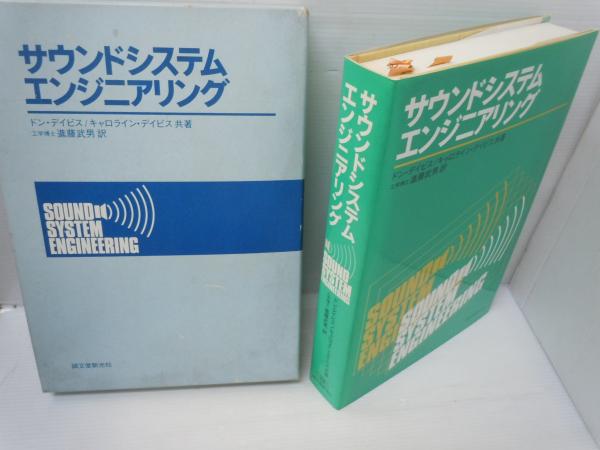 サウンドシステム
エンジニアリング
ドン・デイビス/キャロライン・デイビス 共著
工学博士 進藤武男 訳
SOUND
SYSTEM
ENGINEERING
誠文堂新光社
サウンドシステム
エンジニアリング
SOUND
SYSTEM
ENGINEERING
サウンドシステム
エンジニアリング
ドン・デイビス/キャロライン・デイビス 共著
工学博士 進藤武男 訳
SOUND
SYSTEM
ENGINEERING